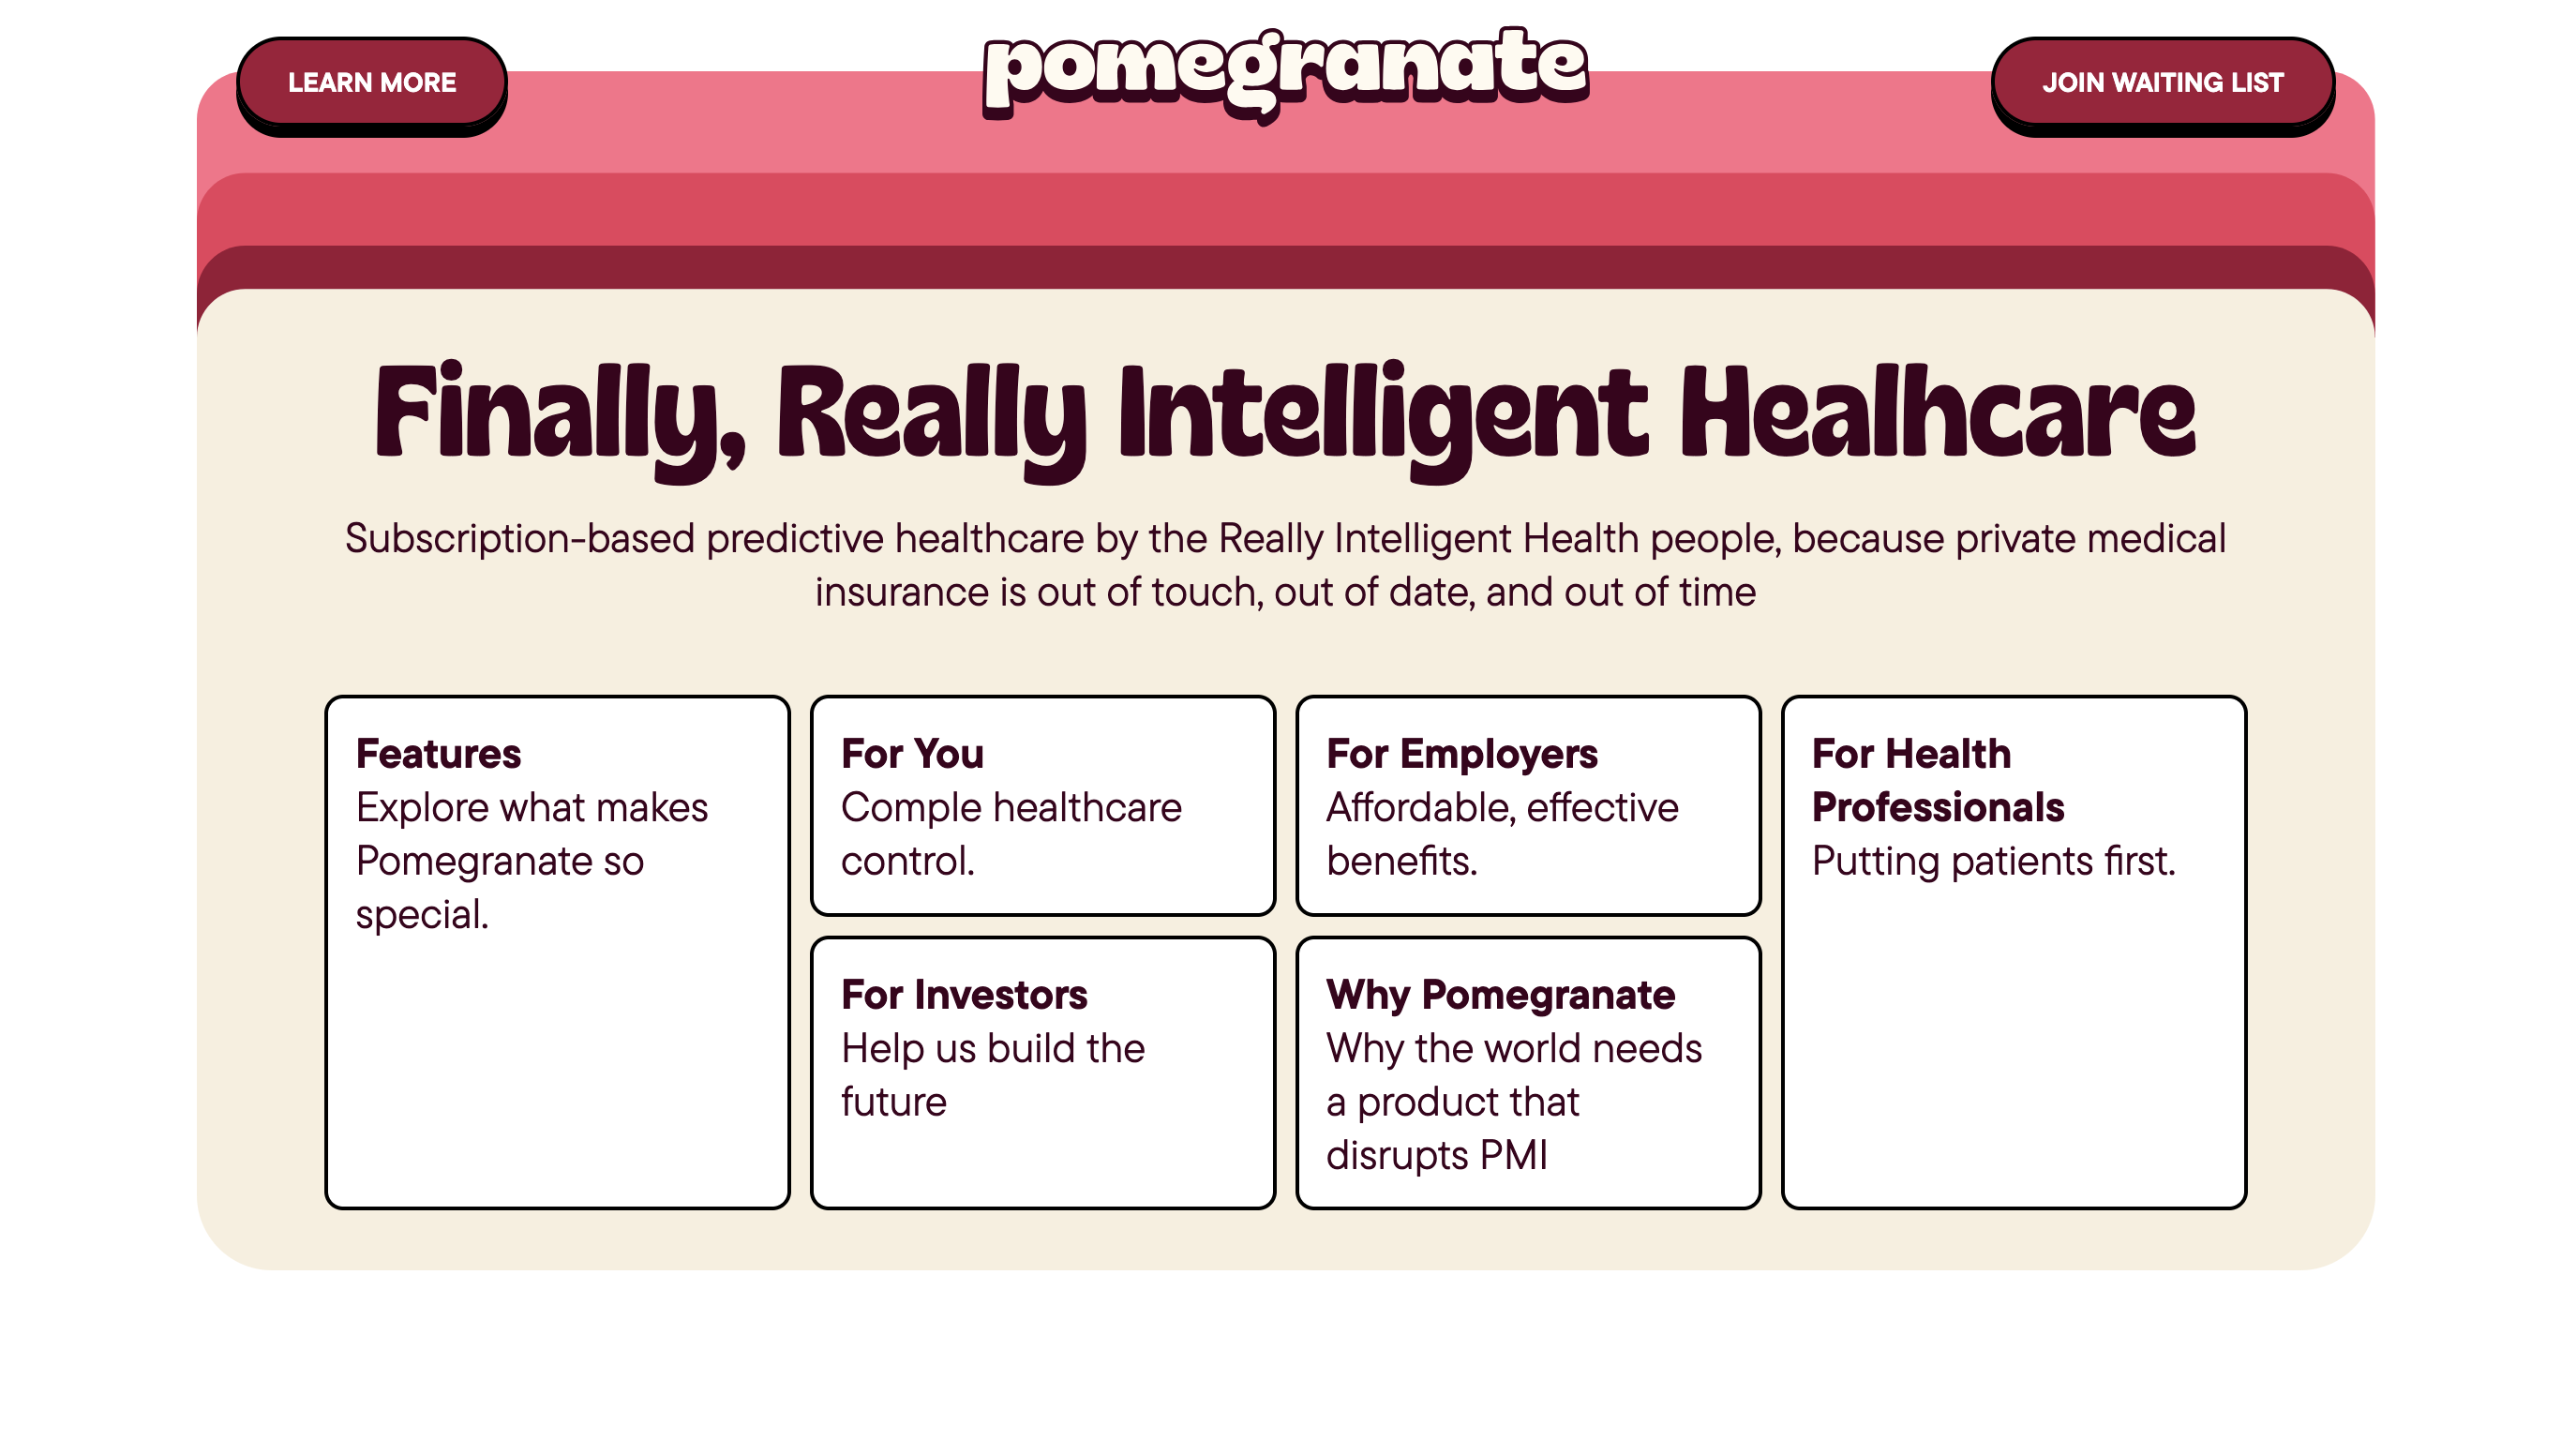 LEARN MORE
pomegranate
JOIN WAITING LIST
Finally, Really Intelligent Healhcare
Subscription-based predictive healthcare by the Really Intelligent Health people, because private medical
insurance is out of touch, out of date, and out of time
Features
Explore what makes
Pomegranate so
special.
For You
Comple healthcare
control.
For Employers
Affordable, effective
benefits.
For Health
Professionals
Putting patients first.
For Investors
Help us build the
future
Why Pomegranate
Why the world needs
a product that
disrupts PMI